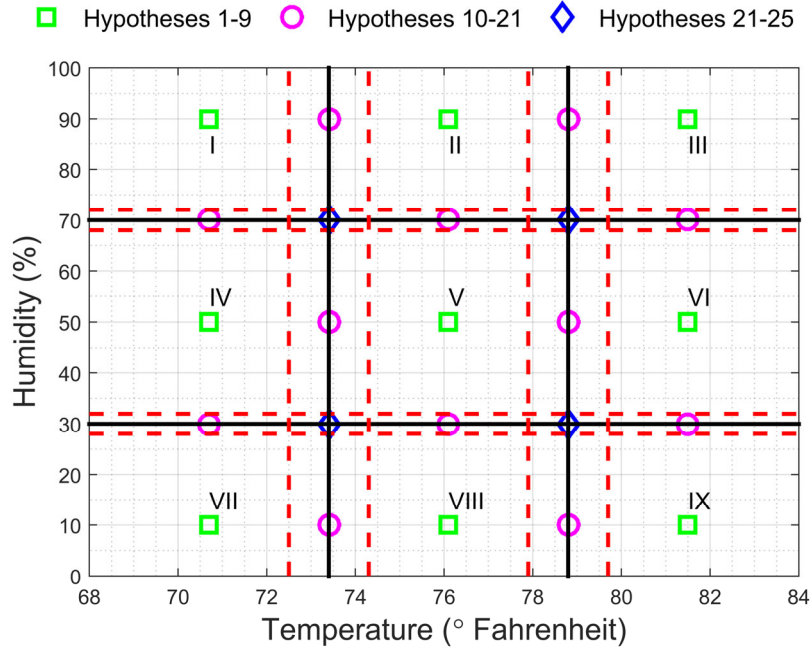 Hypotheses 1-9 Hypotheses 10-21 Hypotheses 21-25
100
90
I II III
80
70
60
IV V VI
50
40
30
20
VII VIII IX
10
0
68 70 72 74 76 78 80 82 84
Temperature (° Fahrenheit)
Humidity (%)